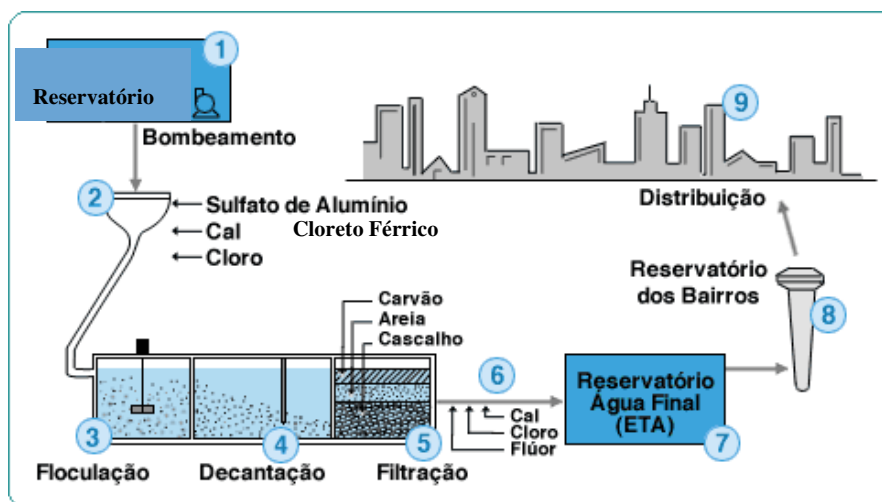 1
Reservatório
Bombeamento
2
Sulfato de Alumínio
Cal
Cloreto Férrico
Cloro
9
Distribuição
Reservatório
dos Bairros
8
Carvão
Areia
Cascalho
3
4
5
Floculação
Decantação
Filtração
6
Cal
Cloro
Flúor
Reservatório
Água Final
(ETA)
7